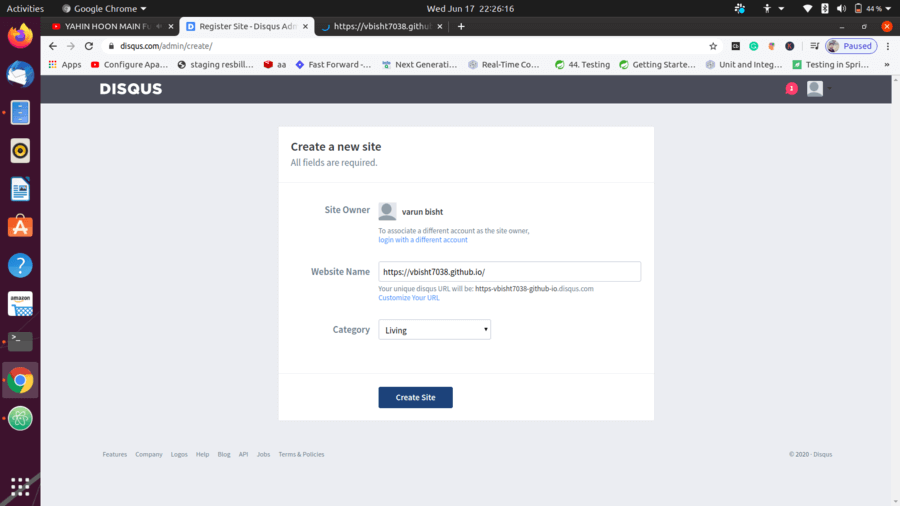 Activities
Google Chrome
Wed Jun 17 22:26:16
44 %
YAHIN HOON MAIN Fu
Register Site - Disqus Adm
https://vbisht7038.githu
disqus.com/admin/create/
Paused
Apps
Configure Apa...
staging resbill...
aa
Fast Forward -...
Next Generati...
Real-Time Co...
44. Testing
Getting Starte...
Unit and Integ...
Testing in Spri...
»
DISQUS
Create a new site
All fields are required.
Site Owner
varun bisht
To associate a different account as the site owner,
login with a different account
Website Name
https://vbisht7038.github.io/
Your unique disqus URL will be: https-vbisht7038-github-io.disqus.com
Customize Your URL
Category
Living
Create Site
Features Company Logos Help Blog API Jobs Terms & Policies
© 2020 · Disqus
amazon